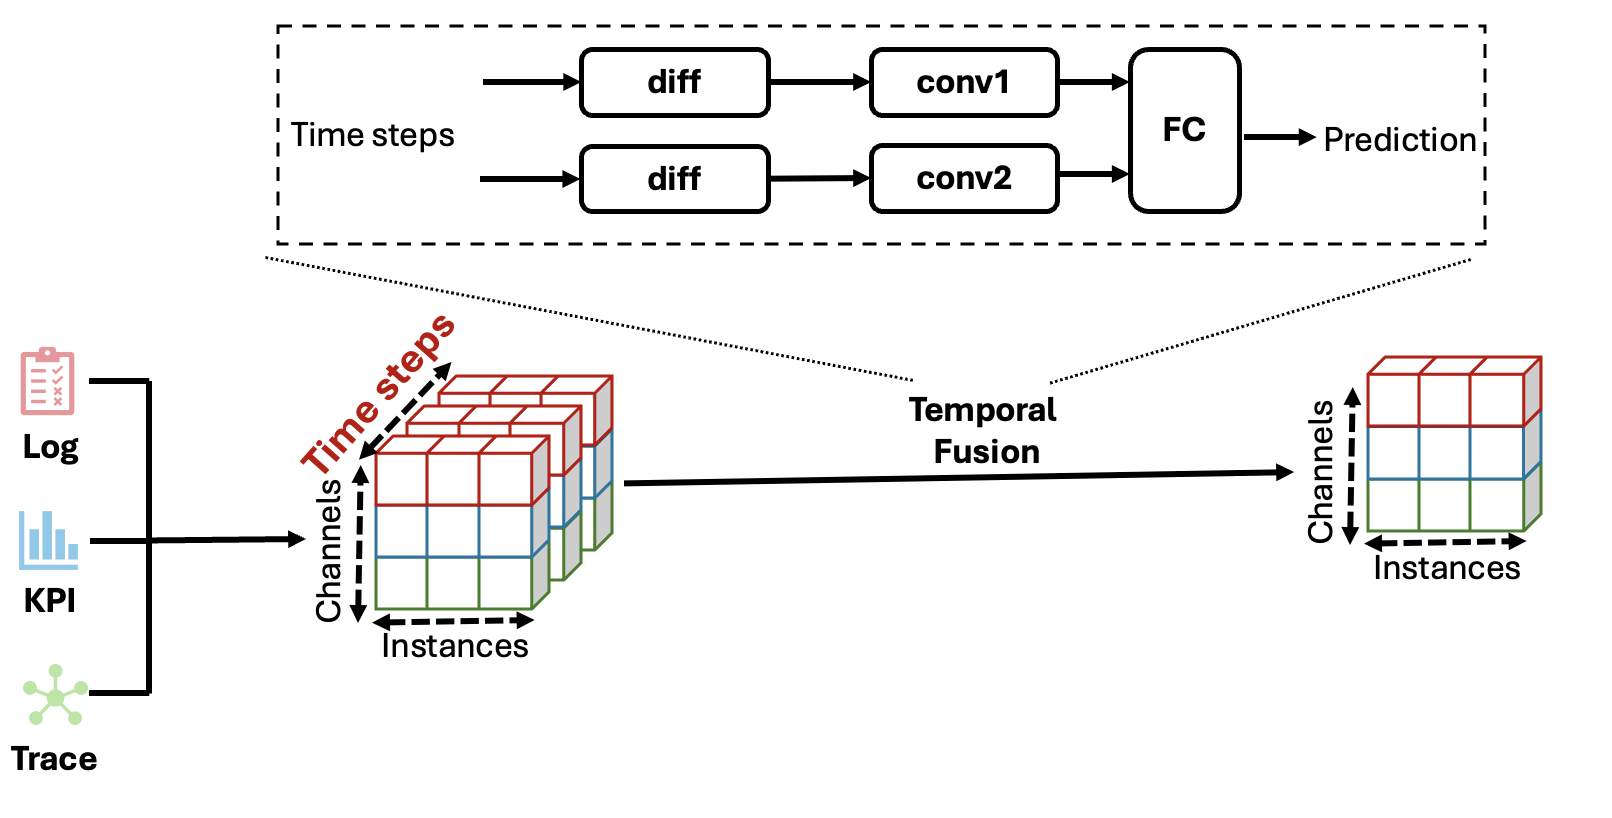 diff
conv1
Time steps
FC
Prediction
diff
conv2
Time steps
Log
Channels
Instances
KPI
Trace
Temporal
Fusion
Channels
Instances